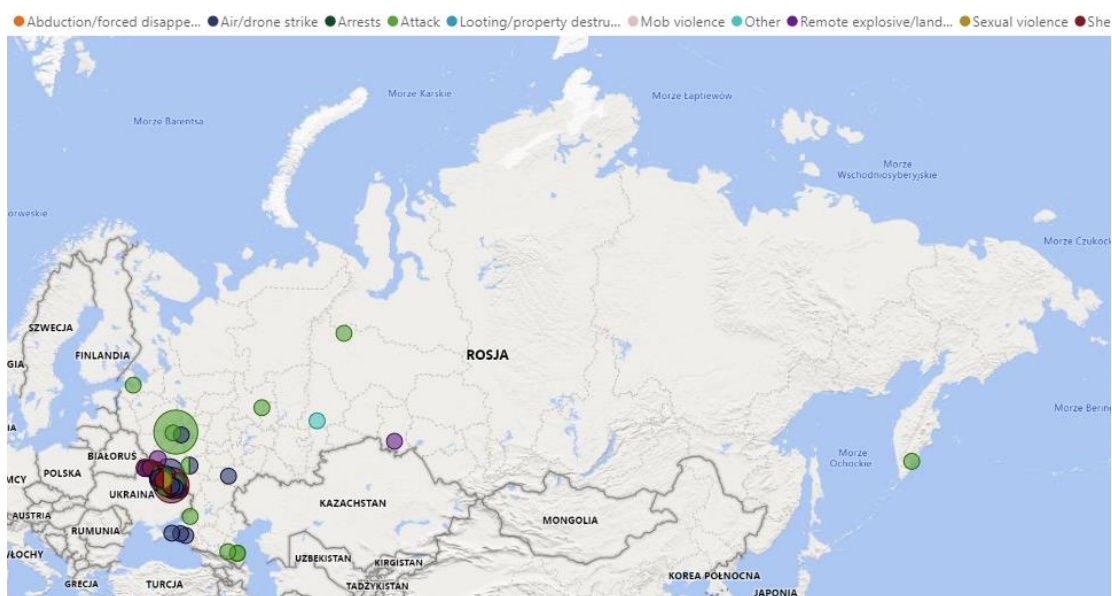 Abduction/forced disappe... Air/drone strike Arrests Attack Looting/property destru... Mob violence Other Remote explosive/land... Sexual violence She
Morze Karskie
Morze Łaptiewów
Morze Barentsa
Morze
Wschodniosyberyjskie
orweskie
Morze Czukock
SZWECJA
ROSJA
FINLANDIA
GIA
Morze Bering
IA
BIAŁORUŚ
Morze
Ochockie
MCY
POLSKA
UKRAINA
KAZACHSTAN
AUSTRIA
MONGOLIA
RUMUNIA
WŁOCHY
UZBEKISTAN
KIRGISTAN
KOREA PÓŁNOCNA
GRECJA
TURCJA
TADŻYKISTAN
JAPONIA